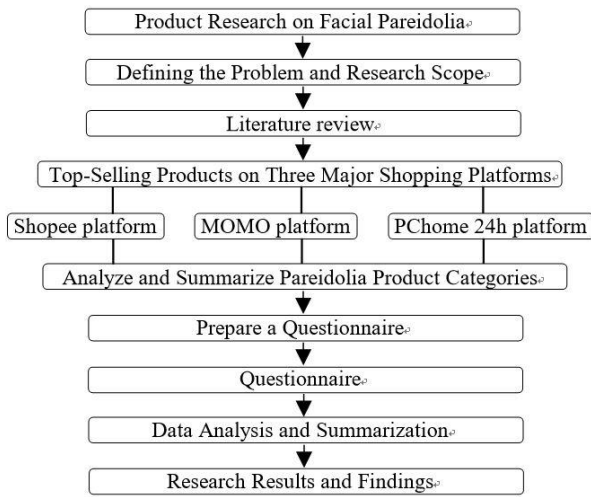 Product Research on Facial Pareidolia
Defining the Problem and Research Scope
Literature review
Top-Selling Products on Three Major Shopping Platforms
Shopee platform MOMO platform PChome 24h platform
Analyze and Summarize Pareidolia Product Categories
Prepare a Questionnaire
Questionnaire
Data Analysis and Summarization
Research Results and Findings